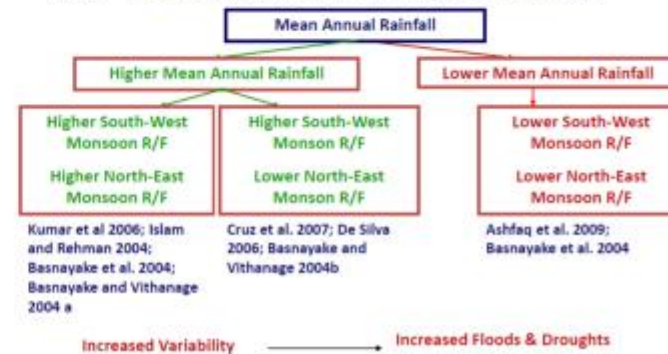 Mean Annual Rainfall
Higher Mean Annual Rainfall
Lower Mean Annual Rainfall
Higher South-West
Monsoon R/F
Higher North-East
Monsoon R/F
Higher South-West
Monsoon R/F
Lower North-East
Monson R/F
Lower South-West
Monsoon R/F
Lower North-East
Monsoon R/F
Kumar et al 2006; Islam
and Rehman 2004;
Basnayake et al. 2004;
Basnayake and Vithanage
2004 a
Cruz et al. 2007; De Silva
2006; Basnayake and
Vithanage 2004b
Ashfaq et al. 2009;
Basnayake et al. 2004
Increased Variability
Increased Floods & Droughts